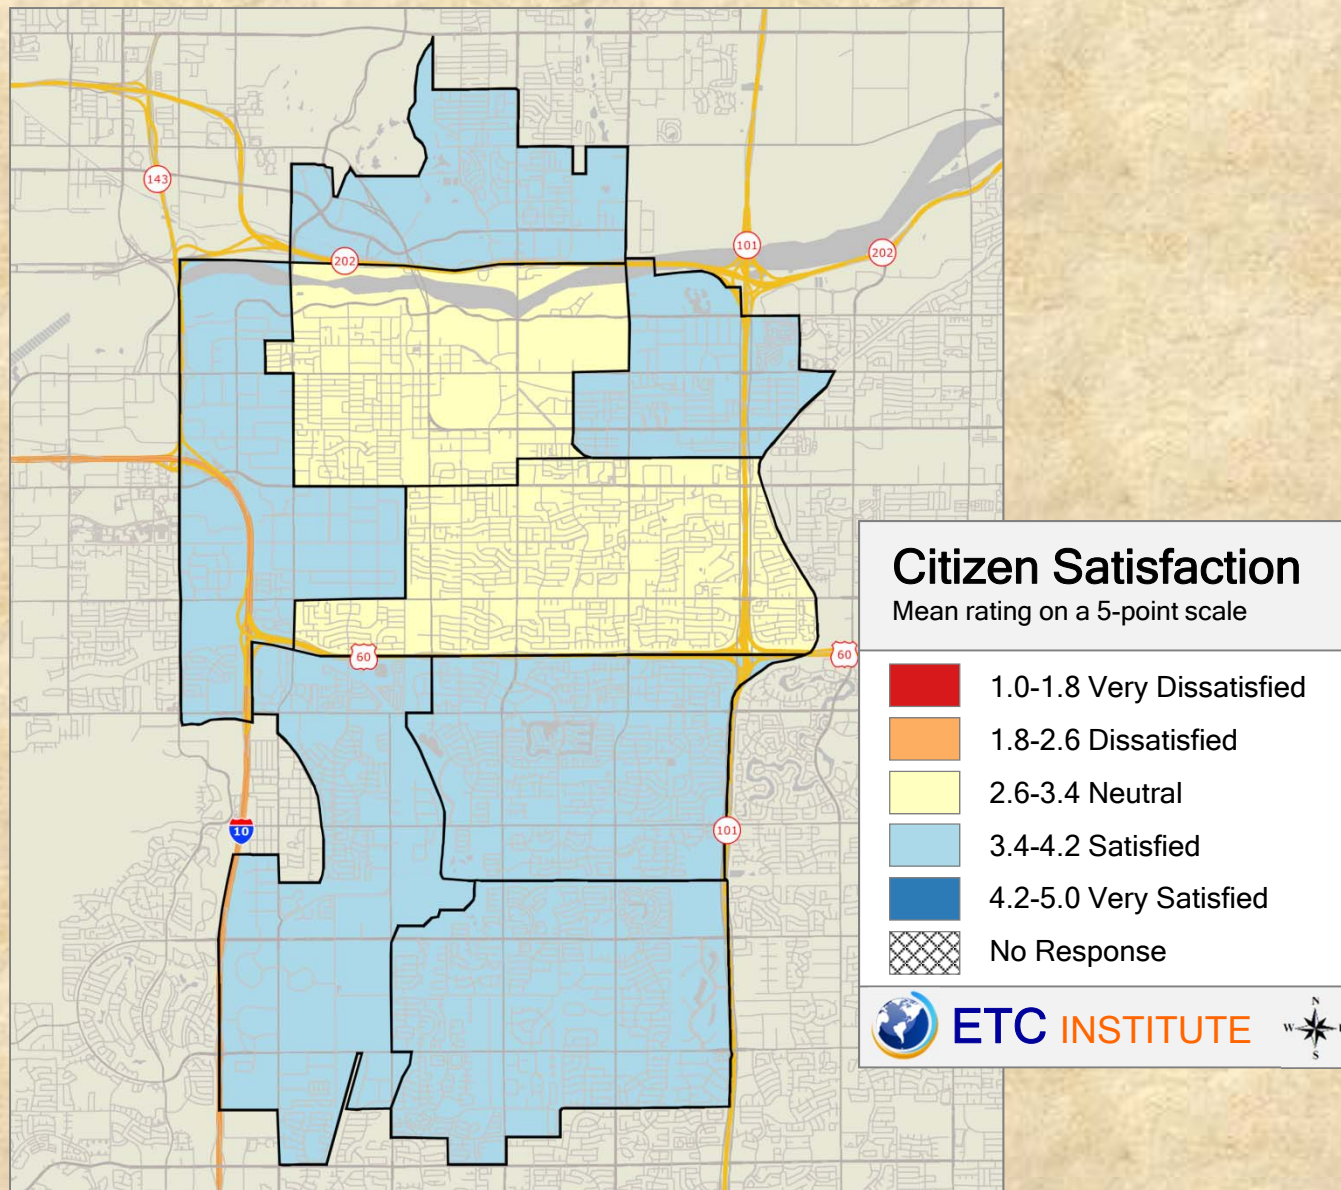 143
202
101
202
60
60
10
101
Citizen Satisfaction
Mean rating on a 5-point scale
1.0-1.8 Very Dissatisfied
1.8-2.6 Dissatisfied
2.6-3.4 Neutral
3.4-4.2 Satisfied
4.2-5.0 Very Satisfied
No Response
ETC INSTITUTE
N
W
S